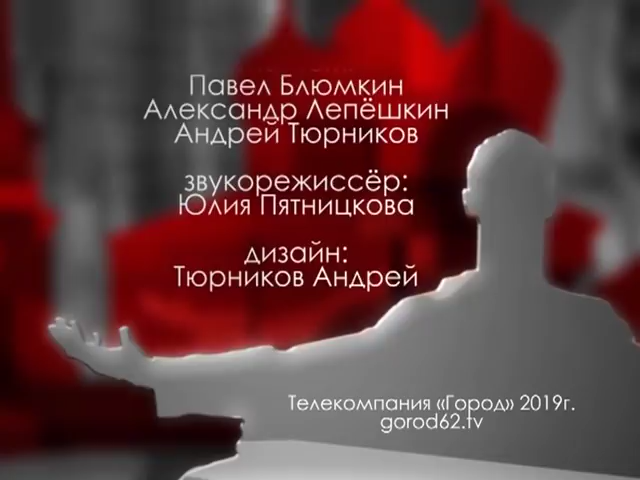 Павел Блюмкин
Александр Лепёшкин
Андрей Тюрников
звукорежиссёр:
Юлия Пятницкова
дизайн:
Тюрников Андрей
Телекомпания «Город» 2019г.
gorod62.tv